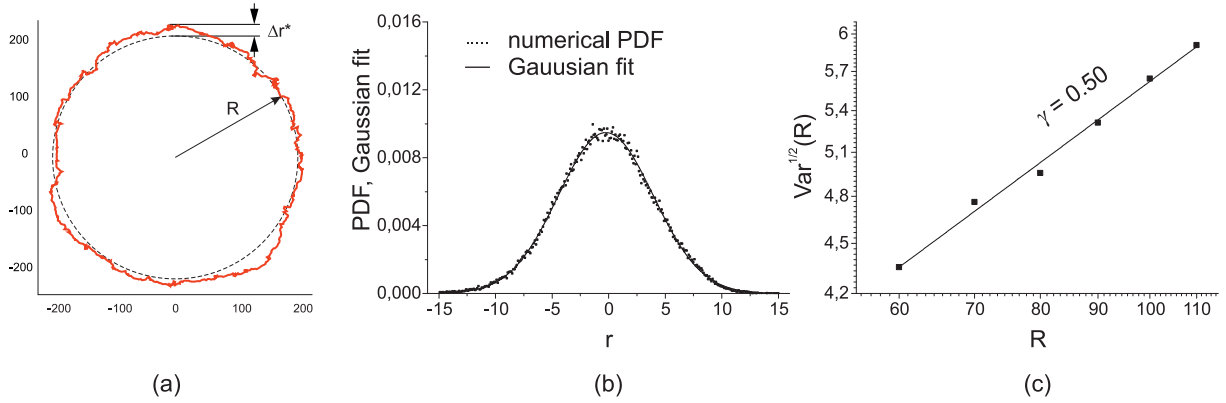 200
100
0
-100
-200
-200
-100
0
100
200
Δr*
R
(a)
PDF, Gaussian fit
0,016
0,012
0,008
0,004
0,000
-15
-10
-5
0
5
10
15
r
numerical PDF
Gauusian fit
(b)
Var^{1/2}(R)
6
5,7
5,4
5,1
4,8
4,5
4,2
60
70
80
90
100
110
R
γ = 0.50
(c)